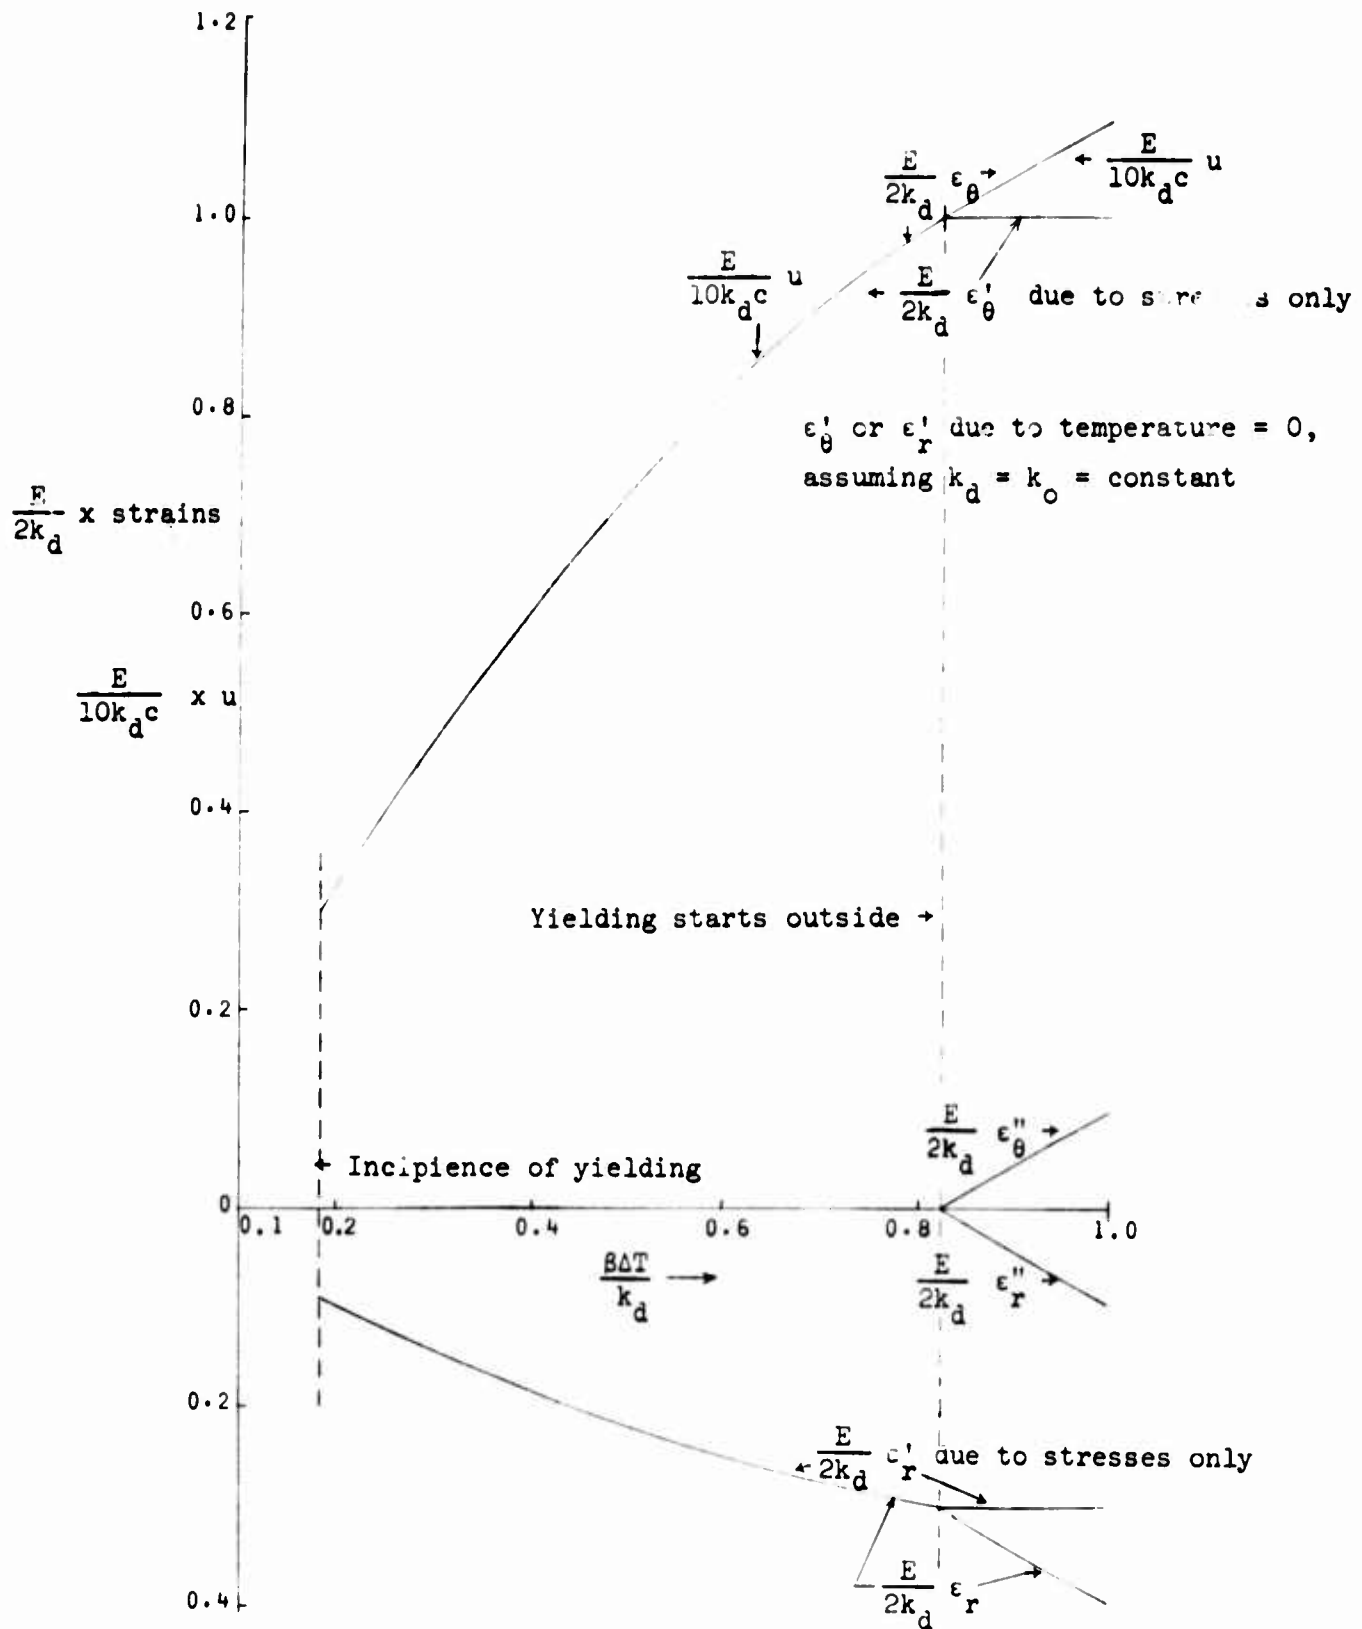 1.2
E/2k_d ε_θ →
← E/10k_dc u
1.0
E/10k_dc u
← E/2k_d ε'_θ due to only
0.8
ε'_θ or ε'_r due to temperature = 0,
assuming k_d = k_o = constant
E/2k_d x strains
0.6
E/10k_dc x u
0.4
Yielding starts outside →
0.2
E/2k_d ε''_θ →
← Incipience of yielding
0
0.1 0.2 0.4 0.6 0.8 1.0
βΔT/k_d →
E/2k_d ε''_r →
0.2
← E/2k_d ε'_r due to stresses only
E/2k_d ε_r
0.4